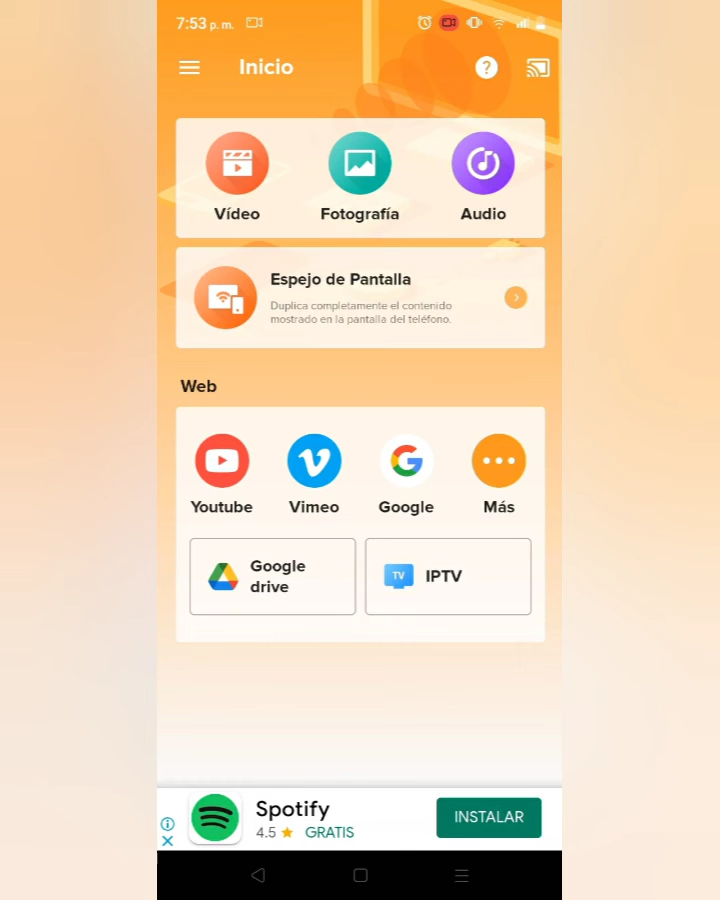 7:53 p. m.
Inicio
?
Vídeo
Fotografía
Audio
Espejo de Pantalla
Duplica completamente el contenido
mostrado en la pantalla del teléfono.
Web
Youtube
Vimeo
Google
Más
Google
drive
TV
IPTV
Spotify
4.5 ★ GRATIS
INSTALAR